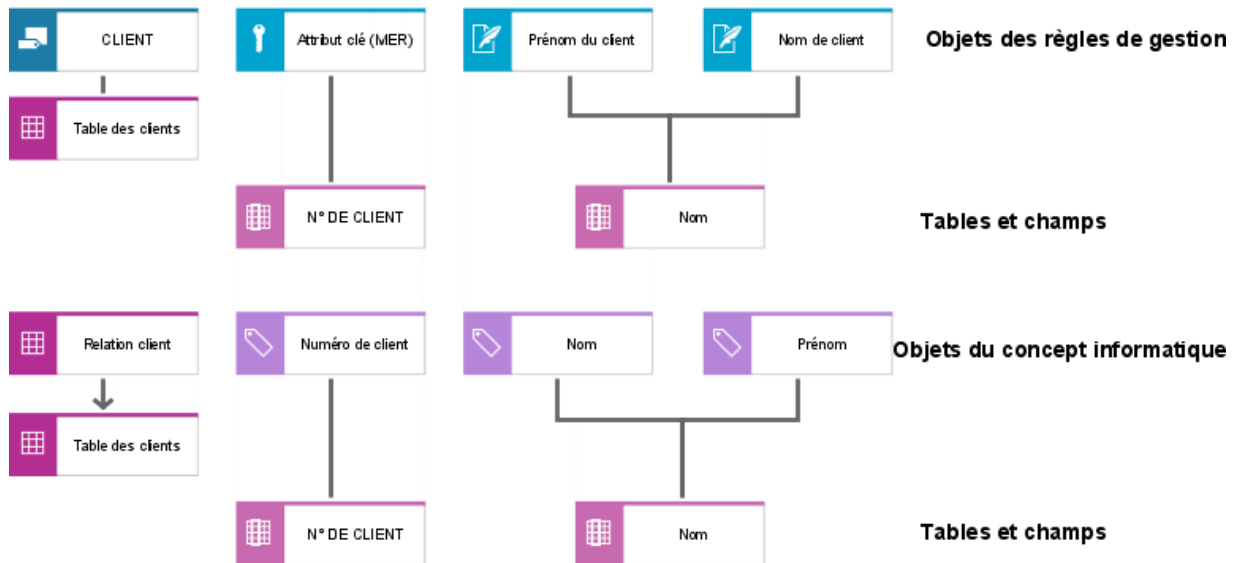 CLIENT
Attribut clé (MER)
Prénom du client
Nom de client
Objets des règles de gestion
Table des clients
N° DE CLIENT
Nom
Tables et champs
Relation client
Numéro de client
Nom
Prénom
Objets du concept informatique
Table des clients
N° DE CLIENT
Nom
Tables et champs